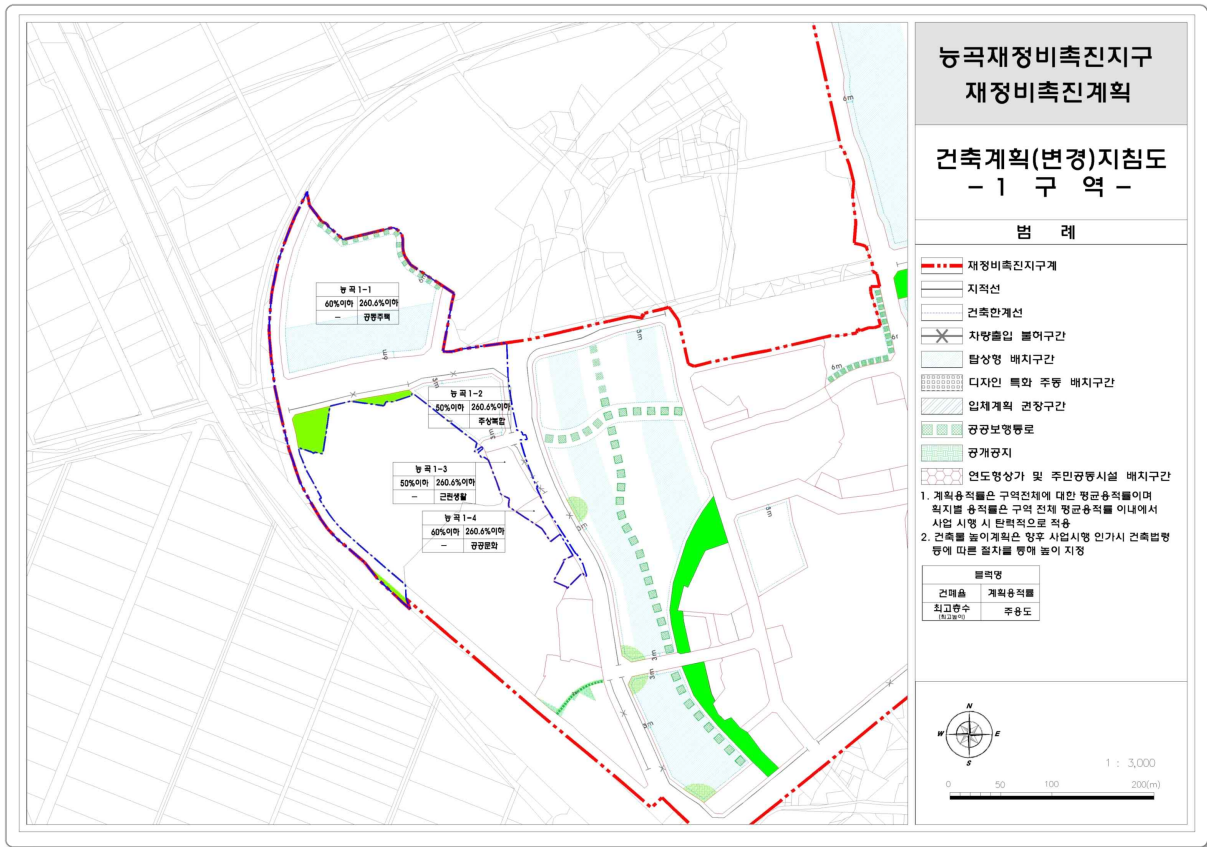 능곡재정비촉진지구
재정비촉진계획
건축계획(변경)지침도
- 1 구 역 -
범 례
재정비촉진지구계
지적선
건축한계선
차량출입 불허구간
탑상형 배치구간
디자인 특화 주동 배치구간
입체계획 권장구간
공공보행통로
공개공지
연도형상가 및 주민공동시설 배치구간
1. 계획용적률은 구역전체에 대한 평균용적률이며
획지별 용적률은 구역 전체 평균용적률 이내에서
사업 시행 시 탄력적으로 적용
2. 건축물 높이계획은 향후 사업시행 인가시 건축법령
등에 따른 절차를 통해 높이 지정
블럭명
건폐율 계획용적률
최고층수 주용도
(최고높이)
N
W E
S
1 : 3,000
0 50 100 200(m)
능곡1-1
60%이하 260.6%이하
- 공동주택
능곡1-2
50%이하 260.6%이하
- 주상복합
능곡1-3
50%이하 260.6%이하
- 근린생활
능곡1-4
60%이하 260.6%이하
- 공공문화
6m
6m
6m
3m
3m
3m
3m
6m
3m
3m
3m